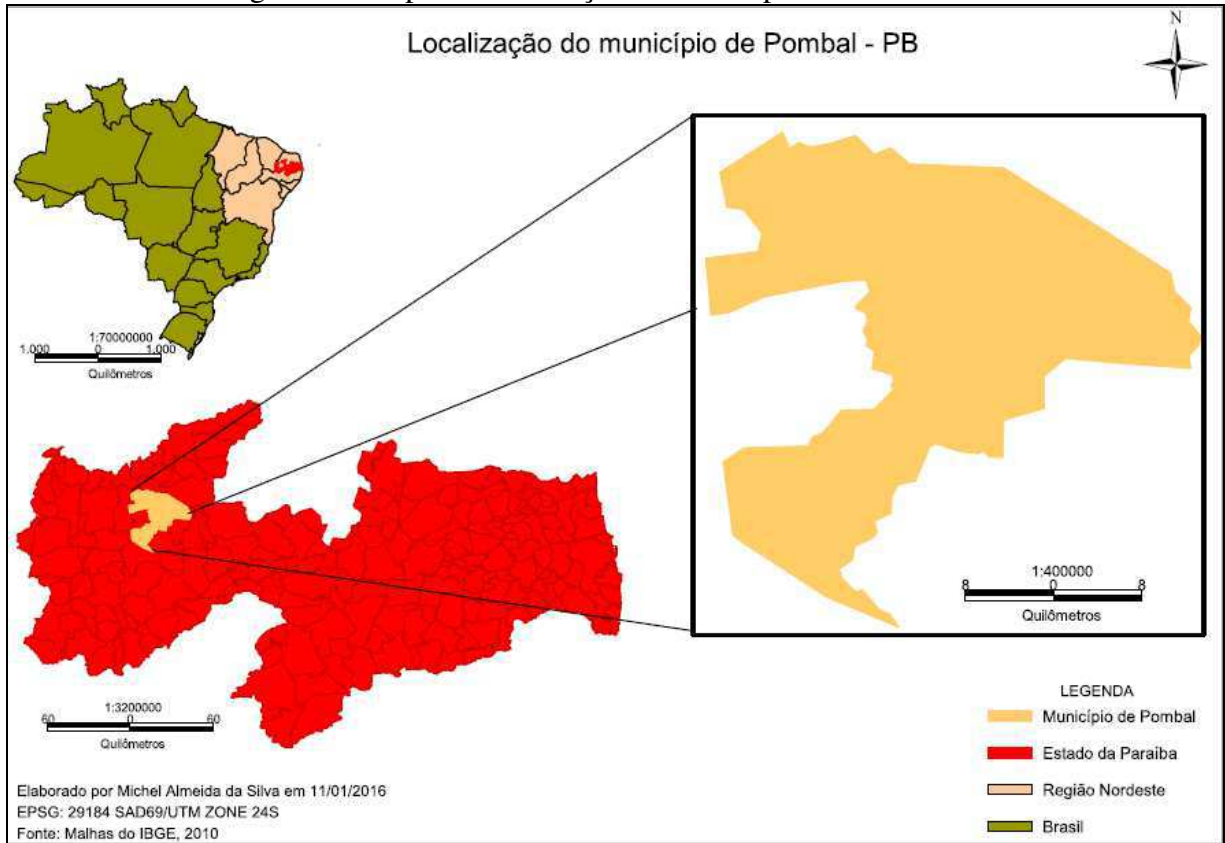 Localização do município de Pombal - PB
N
1:70000000
1.000 0 1.000
Quilômetros
1:400000
8 0 8
Quilômetros
1:3200000
60 0 60
Quilômetros
LEGENDA
Município de Pombal
Estado da Paraiba
Região Nordeste
Brasil
Elaborado por Michel Almeida da Silva em 11/01/2016
EPSG: 29184 SAD69/UTM ZONE 24S
Fonte: Malhas do IBGE, 2010